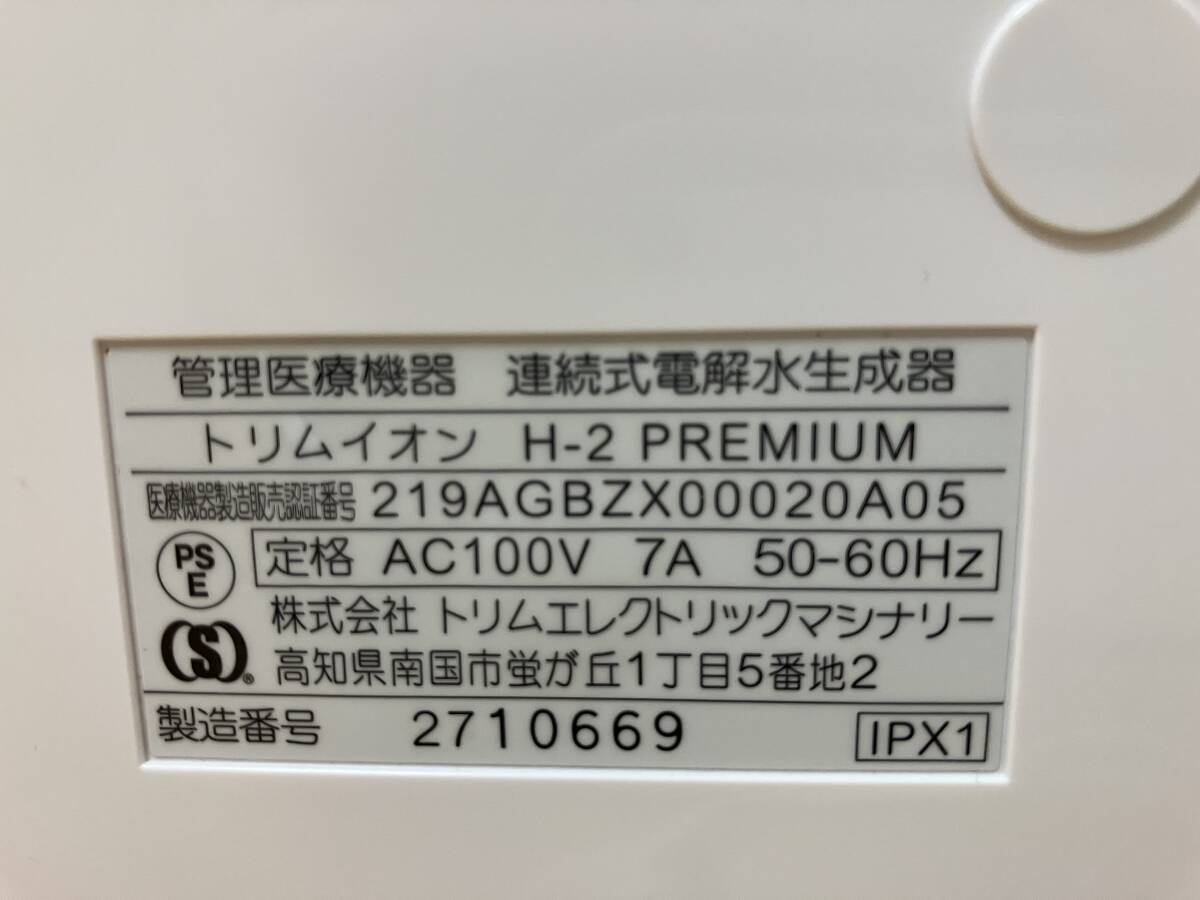 管理医療機器 連続式電解水生成器
トリムイオン H-2 PREMIUM
医療機器製造販売認証番号 219AGBZX00020A05
PS
E
定格 AC100V 7A 50-60Hz
(S)®
株式会社 トリムエレクトリックマシナリー
高知県南国市蛍が丘1丁目5番地2
製造番号 2710669 IPX1